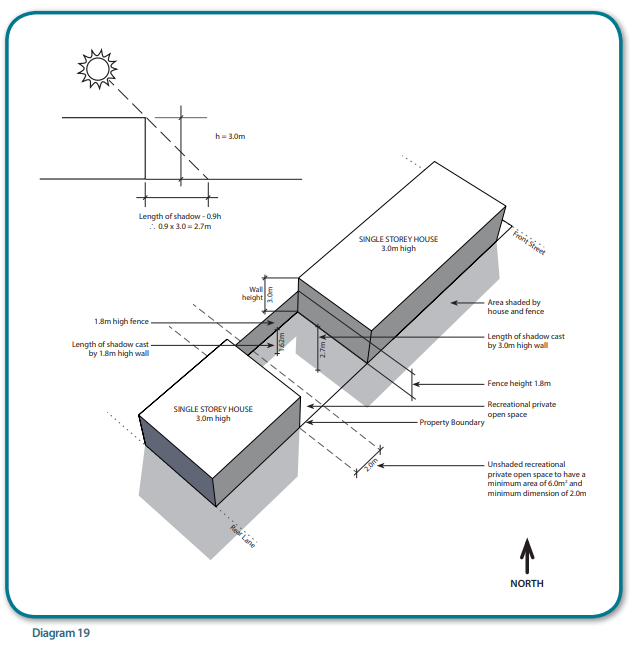 h = 3.0m
Length of shadow - 0.9h
∴ 0.9 x 3.0 = 2.7m
SINGLE STOREY HOUSE
3.0m high
Front Street
Wall
height
3.0m
Area shaded by
house and fence
1.8m high fence
Length of shadow cast
by 1.8m high wall
1.62m
2.7m
Length of shadow cast
by 3.0m high wall
Fence height 1.8m
SINGLE STOREY HOUSE
3.0m high
Recreational private
open space
Property Boundary
2.0m
Unshaded recreational
private open space to have a
minimum area of 6.0m² and
minimum dimension of 2.0m
Rear Lane
NORTH
Diagram 19